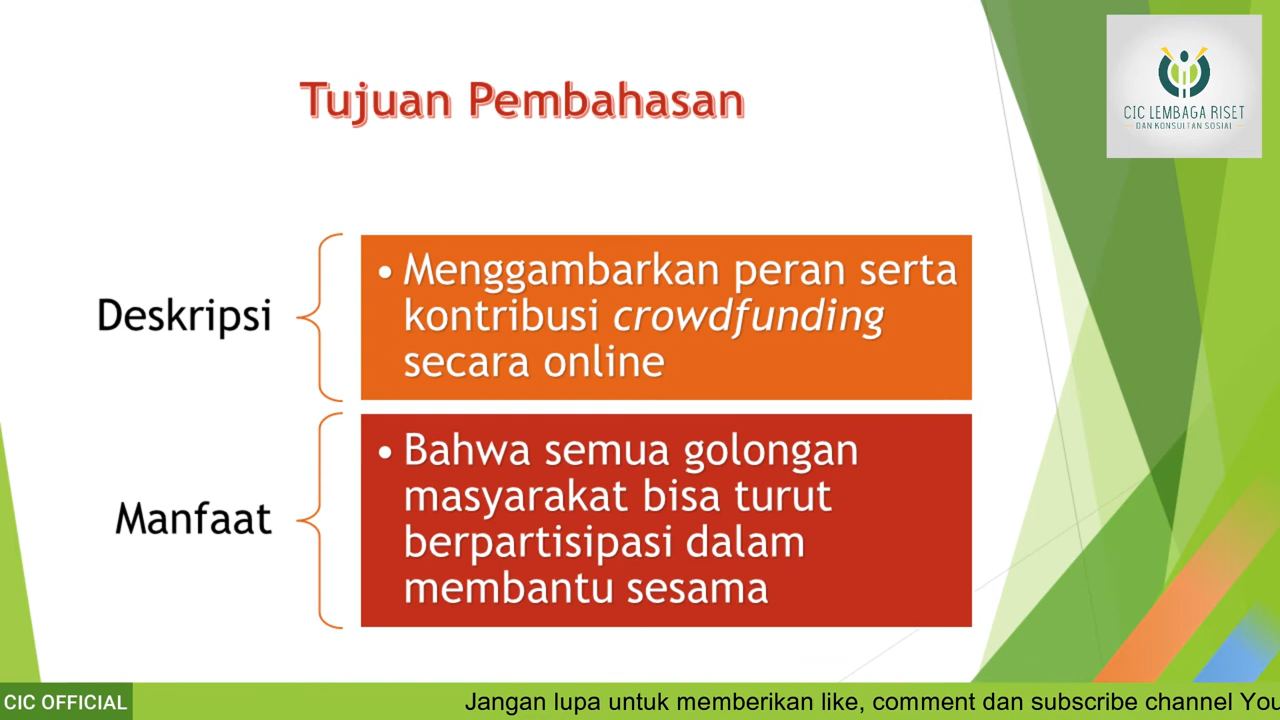 Tujuan Pembahasan
CIC LEMBAGA RISET
DAN KONSULTAN SOSIAL
Deskripsi
• Menggambarkan peran serta
kontribusi crowdfunding
secara online
Manfaat
• Bahwa semua golongan
masyarakat bisa turut
berpartisipasi dalam
membantu sesama
CIC OFFICIAL
Jangan lupa untuk memberikan like, comment dan subscribe channel You